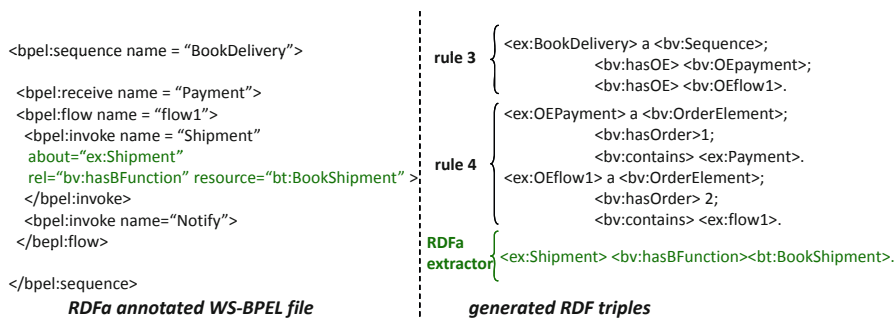 <bpel:sequence name = “BookDelivery”>
<bpel:receive name = “Payment”>
<bpel:flow name = “flow1”>
<bpel:invoke name = “Shipment”
about=“ex:Shipment”
rel=“bv:hasBFunction” resource=“bt:BookShipment” >
</bpel:invoke>
<bpel:invoke name=“Notify”>
</bepl:flow>
</bpel:sequence>
RDFa annotated WS-BPEL file
rule 3
<ex:BookDelivery> a <bv:Sequence>;
<bv:hasOE> <bv:OEpayment>;
<bv:hasOE> <bv:OEflow1>.
rule 4
<ex:OEPayment> a <bv:OrderElement>;
<bv:hasOrder>1;
<bv:contains> <ex:Payment>.
<ex:OEflow1> a <bv:OrderElement>;
<bv:hasOrder> 2;
<bv:contains> <ex:flow1>.
RDFa
extractor
<ex:Shipment> <bv:hasBFunction><bt:BookShipment>.
generated RDF triples